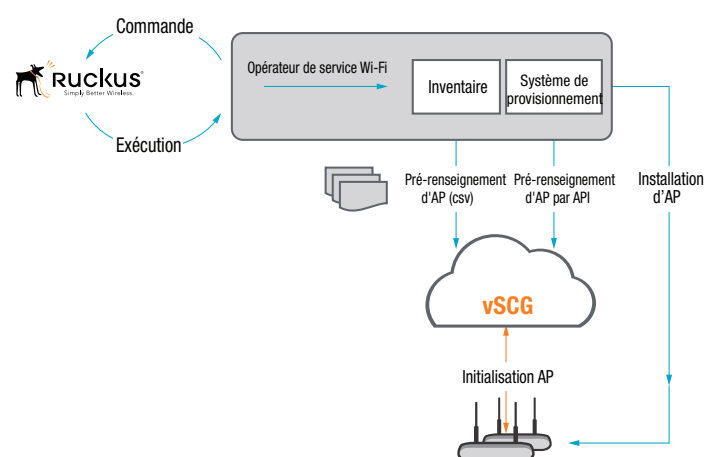 Commande
Ruckus
Simply Better Wireless.
Exécution
Opérateur de service Wi-Fi
Inventaire
Système de
provisionnement
Pré-renseignement
d'AP (csv)
Pré-renseignement
d'AP par API
Installation
d'AP
vSCG
Initialisation AP